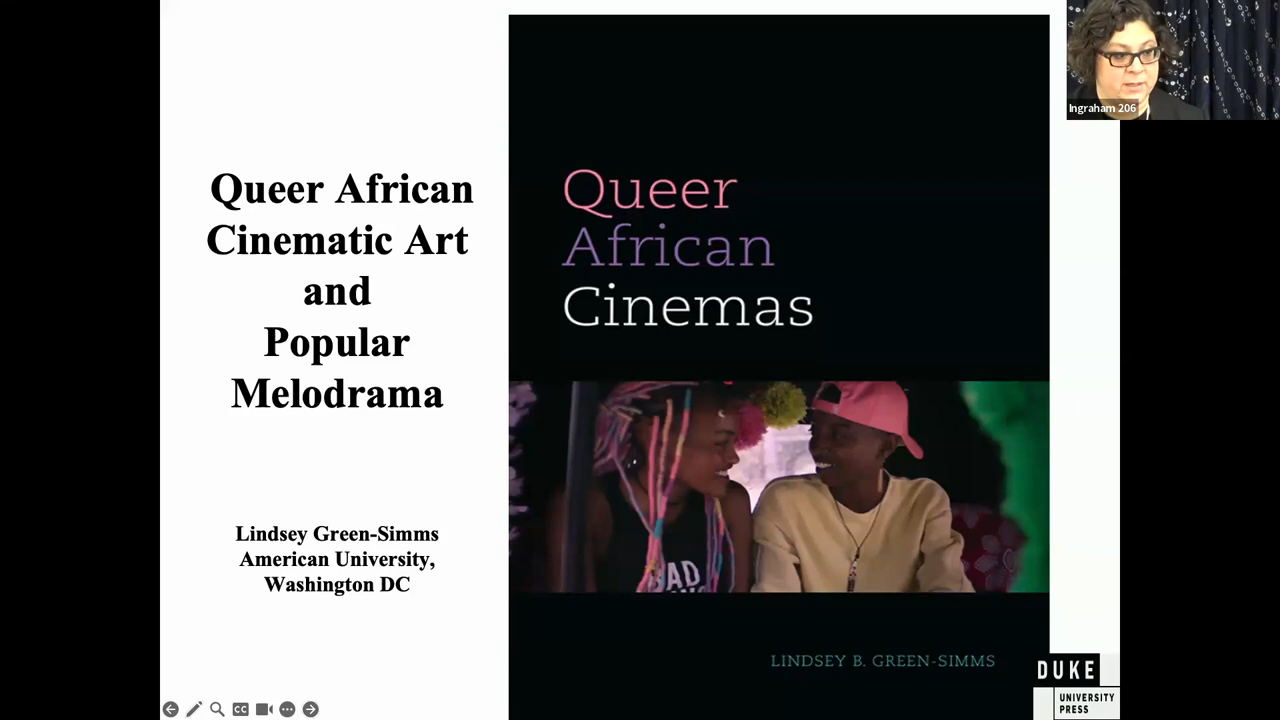 Queer African
Cinematic Art
and
Popular
Melodrama
Lindsey Green-Simms
American University,
Washington DC
Queer
African
Cinemas
LINDSEY B. GREEN-SIMMS
DUKE
UNIVERSITY
PRESS
Ingraham 206
CC